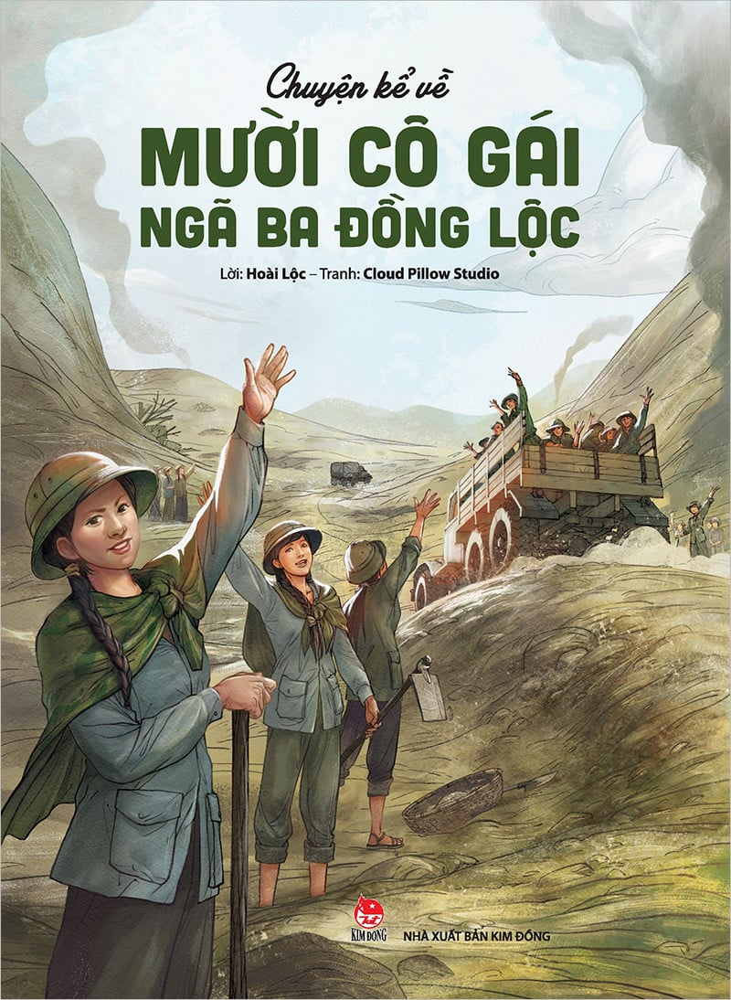 Chuyện kể về
MƯỜI CÔ GÁI
NGÃ BA ĐỒNG LỘC
Lời: Hoài Lộc – Tranh: Cloud Pillow Studio
KIM ĐỒNG
NHÀ XUẤT BẢN KIM ĐỒNG